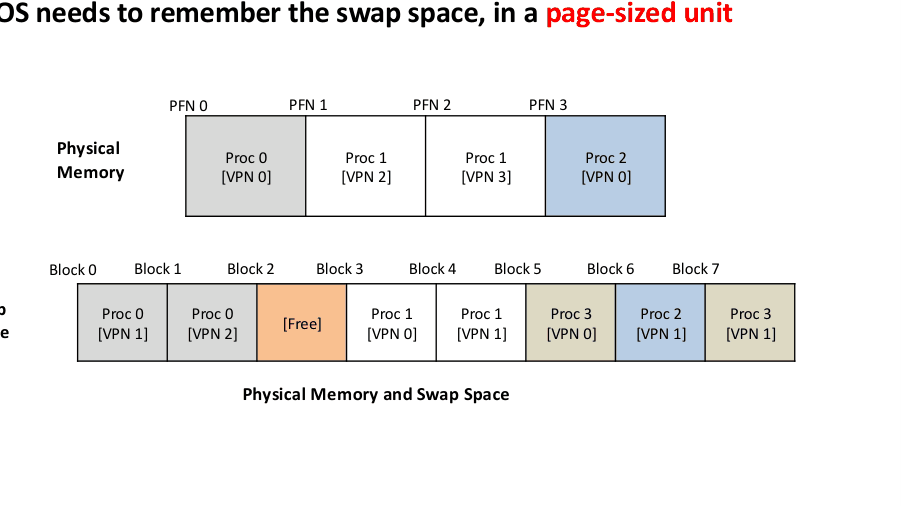 OS needs to remember the swap space, in a page-sized unit
PFN 0 PFN 1 PFN 2 PFN 3
Physical
Memory
Proc 0
[VPN 0]
Proc 1
[VPN 2]
Proc 1
[VPN 3]
Proc 2
[VPN 0]
Block 0 Block 1 Block 2 Block 3 Block 4 Block 5 Block 6 Block 7
p
e
Proc 0
[VPN 1]
Proc 0
[VPN 2]
[Free]
Proc 1
[VPN 0]
Proc 1
[VPN 1]
Proc 3
[VPN 0]
Proc 2
[VPN 1]
Proc 3
[VPN 1]
Physical Memory and Swap Space